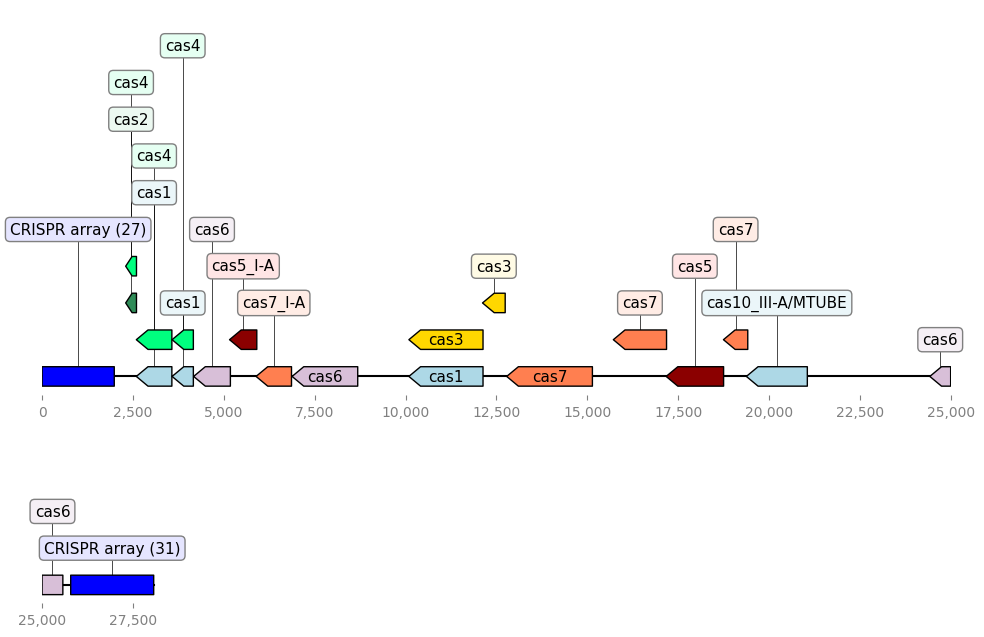 cas4
cas4
cas2
cas4
cas1
CRISPR array (27)
cas6
cas7
cas5_I-A
cas3
cas5
cas1
cas7_I-A
cas7
cas10_III-A/MTUBE
cas3
cas6
cas6
cas1
cas7
0
2,500
5,000
7,500
10,000
12,500
15,000
17,500
20,000
22,500
25,000
cas6
CRISPR array (31)
25,000
27,500